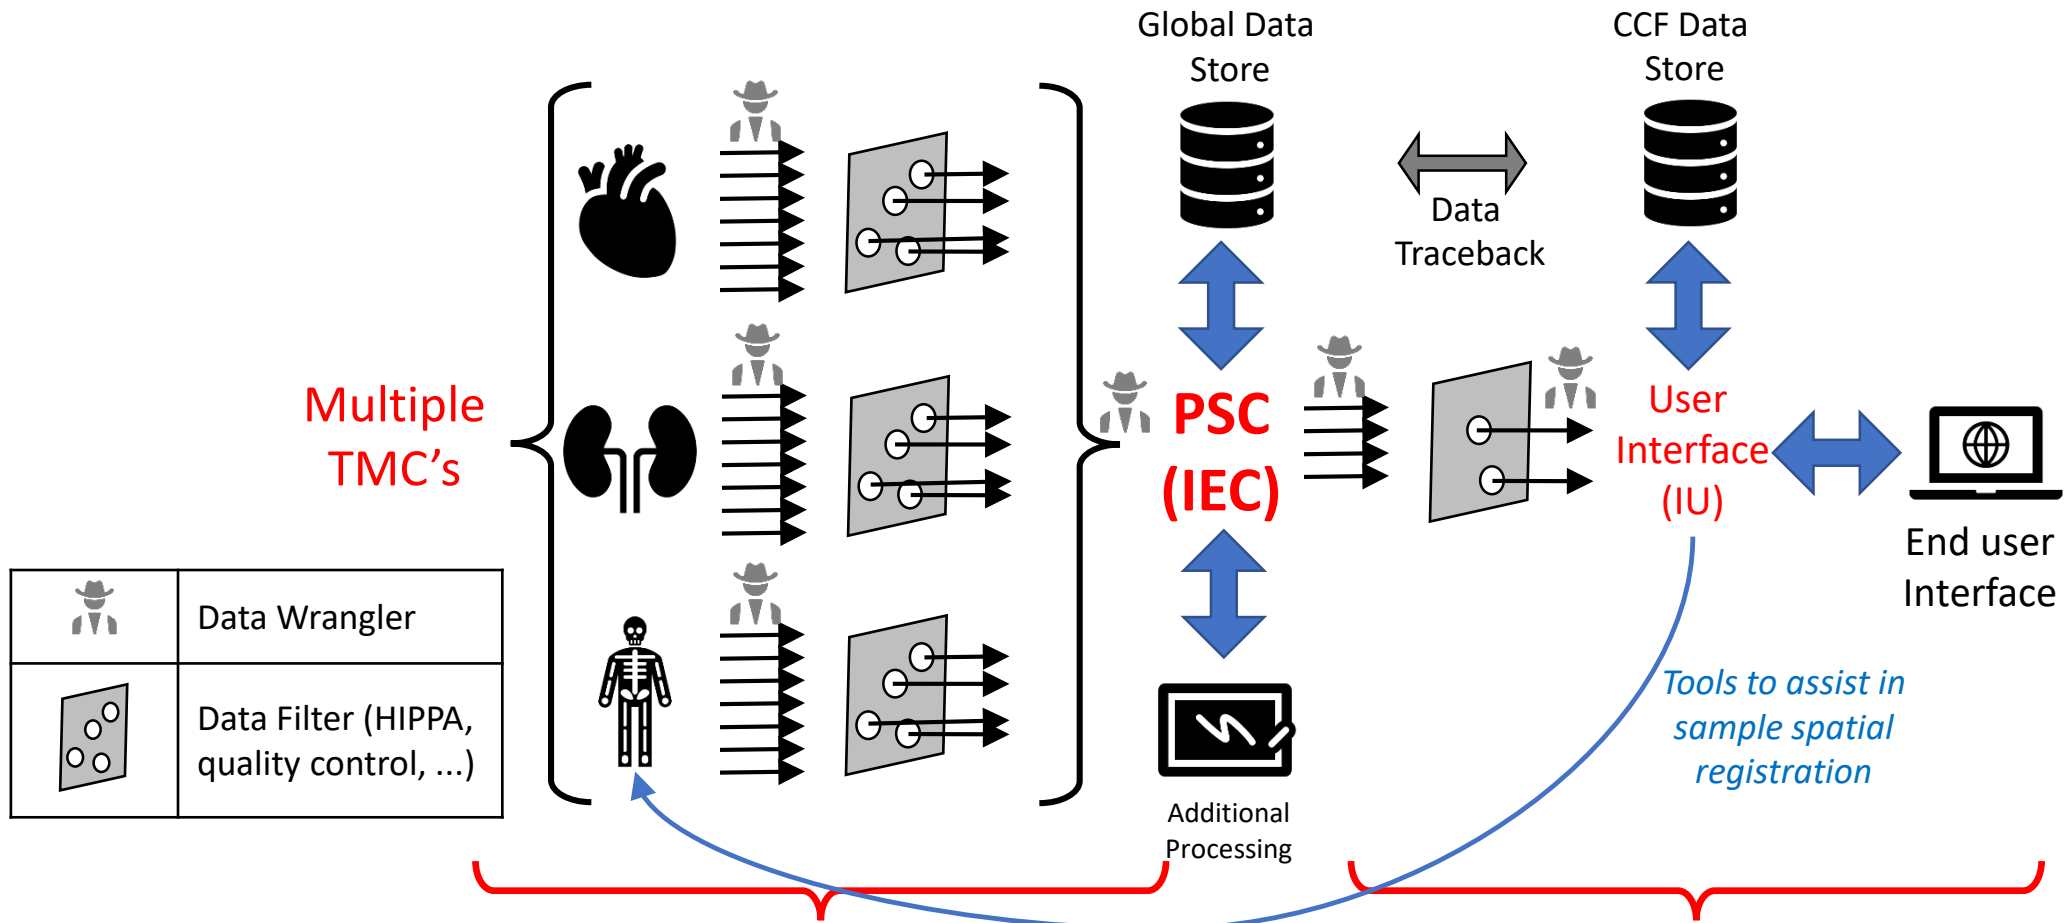 Global Data
Store
CCF Data
Store
Data
Traceback
Multiple
TMC's
PSC
(IEC)
User
Interface
(IU)
End user
Interface
Data Wrangler
Data Filter (HIPPA,
quality control, ...)
Tools to assist in
sample spatial
registration
Additional
Processing